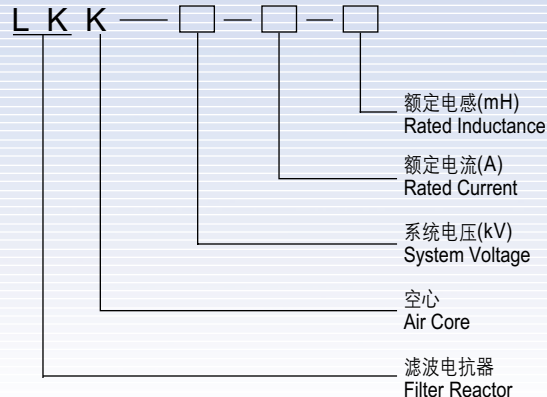 L K K — □ — □ — □
额定电感(mH)
Rated Inductance
额定电流(A)
Rated Current
系统电压(kV)
System Voltage
空心
Air Core
滤波电抗器
Filter Reactor